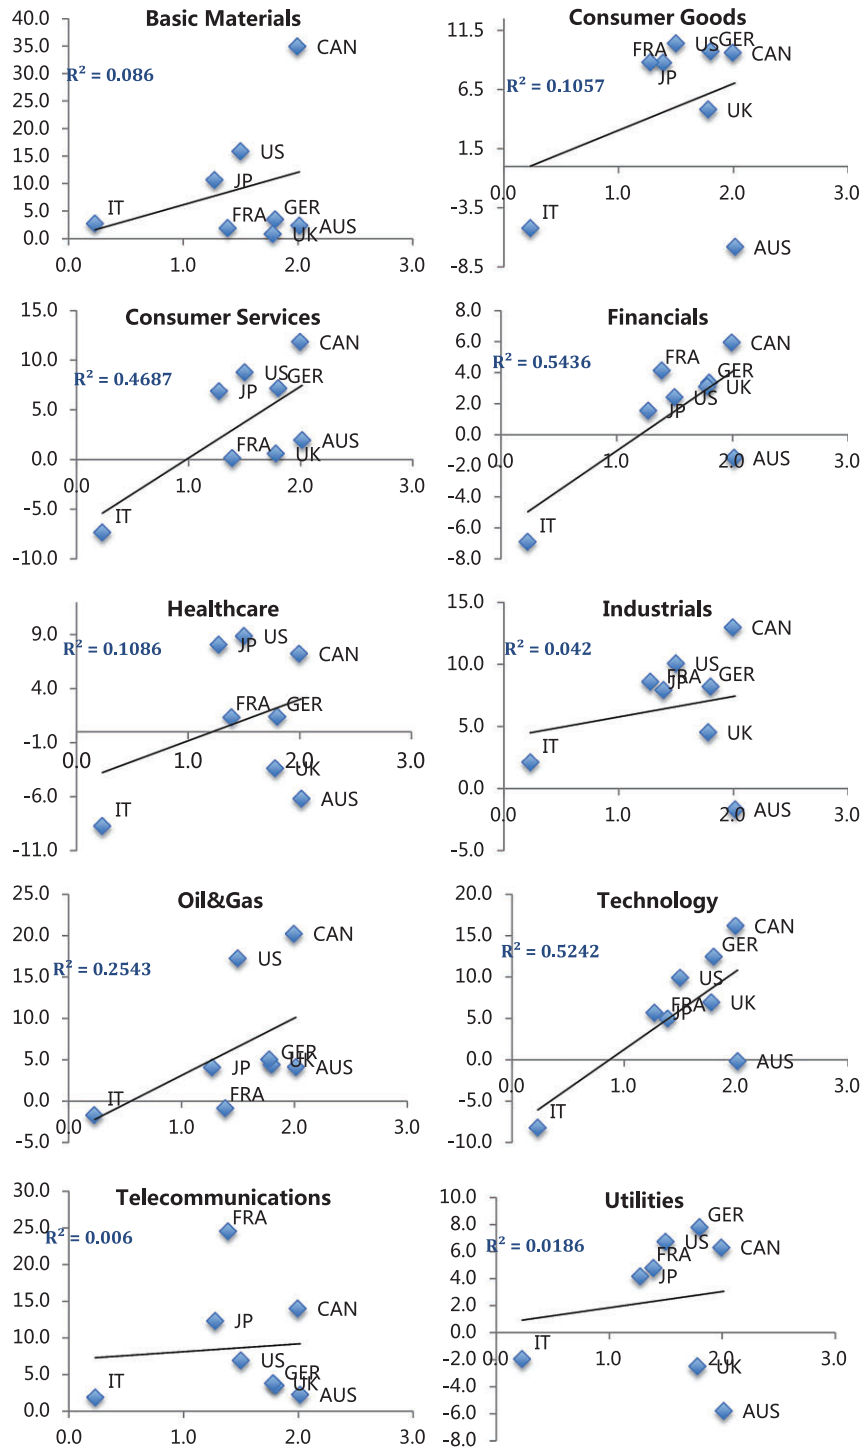 Basic Materials
R² = 0.086
40.0
35.0
30.0
25.0
20.0
15.0
10.0
5.0
0.0
0.0 1.0 2.0 3.0
CAN
US
JP
IT
FRA
GER
UK
AUS
Consumer Goods
R² = 0.1057
11.5
6.5
1.5
-3.5
-8.5
0.0 1.0 2.0 3.0
FRA
US
GER
CAN
JP
UK
IT
AUS
Consumer Services
R² = 0.4687
15.0
10.0
5.0
0.0
-5.0
-10.0
0.0 1.0 2.0 3.0
CAN
US
GER
JP
FRA
UK
AUS
IT
Financials
R² = 0.5436
8.0
6.0
4.0
2.0
0.0
-2.0
-4.0
-6.0
-8.0
0.0 1.0 2.0 3.0
CAN
FRA
GER
UK
US
JP
AUS
IT
Healthcare
R² = 0.1086
9.0
4.0
-1.0
-6.0
-11.0
0.0 1.0 2.0 3.0
US
JP
CAN
FRA
GER
UK
AUS
IT
Industrials
R² = 0.042
15.0
10.0
5.0
0.0
-5.0
0.0 1.0 2.0 3.0
CAN
US
FRA
JP
GER
UK
IT
AUS
Oil&Gas
R² = 0.2543
25.0
20.0
15.0
10.0
5.0
0.0
-5.0
0.0 1.0 2.0 3.0
CAN
US
GER
UK
JP
AUS
FRA
IT
Technology
R² = 0.5242
20.0
15.0
10.0
5.0
0.0
-5.0
-10.0
0.0 1.0 2.0 3.0
CAN
GER
US
FRA
JP
UK
AUS
IT
Telecommunications
R² = 0.006
30.0
25.0
20.0
15.0
10.0
5.0
0.0
0.0 1.0 2.0 3.0
FRA
CAN
JP
US
GER
UK
AUS
IT
Utilities
R² = 0.0186
10.0
8.0
6.0
4.0
2.0
0.0
-2.0
-4.0
-6.0
-8.0
0.0 1.0 2.0 3.0
GER
US
CAN
FRA
JP
IT
UK
AUS